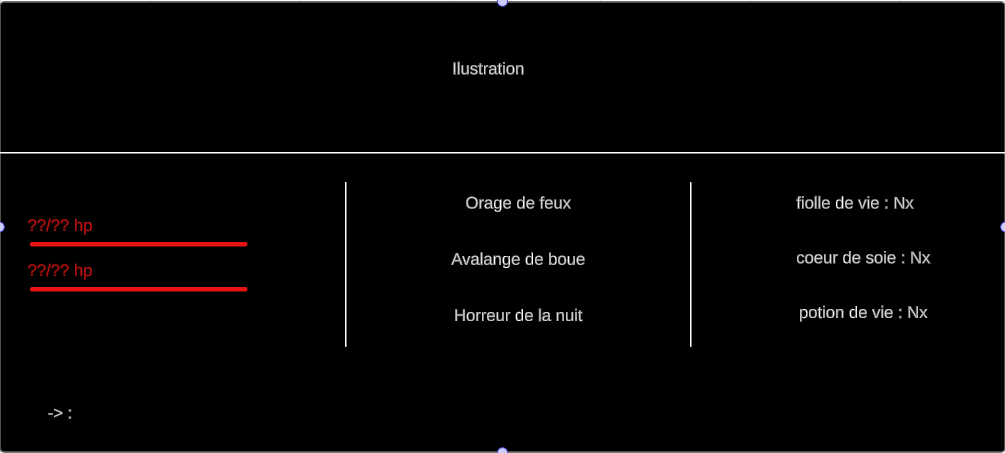 Ilustration
??/?? hp
??/?? hp
Orage de feux
Avalange de boue
Horreur de la nuit
fiolle de vie : Nx
coeur de soie : Nx
potion de vie : Nx
-> :